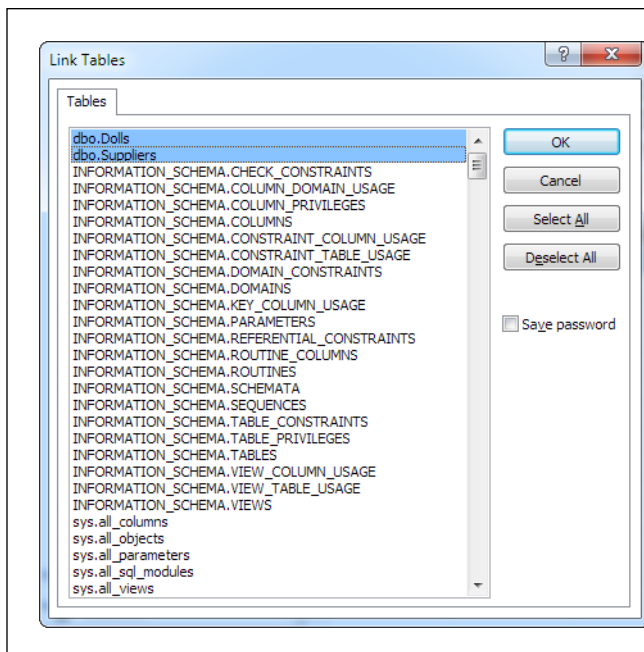 Link Tables
Tables
dbo.Dolls
dbo.Suppliers
INFORMATION_SCHEMA.CHECK_CONSTRAINTS
INFORMATION_SCHEMA.COLUMN_DOMAIN_USAGE
INFORMATION_SCHEMA.COLUMN_PRIVILEGES
INFORMATION_SCHEMA.COLUMNS
INFORMATION_SCHEMA.CONSTRAINT_COLUMN_USAGE
INFORMATION_SCHEMA.CONSTRAINT_TABLE_USAGE
INFORMATION_SCHEMA.DOMAIN_CONSTRAINTS
INFORMATION_SCHEMA.DOMAINS
INFORMATION_SCHEMA.KEY_COLUMN_USAGE
INFORMATION_SCHEMA.PARAMETERS
INFORMATION_SCHEMA.REFERENTIAL_CONSTRAINTS
INFORMATION_SCHEMA.ROUTINE_COLUMNS
INFORMATION_SCHEMA.ROUTINES
INFORMATION_SCHEMA.SCHEMATA
INFORMATION_SCHEMA.SEQUENCES
INFORMATION_SCHEMA.TABLE_CONSTRAINTS
INFORMATION_SCHEMA.TABLE_PRIVILEGES
INFORMATION_SCHEMA.TABLES
INFORMATION_SCHEMA.VIEW_COLUMN_USAGE
INFORMATION_SCHEMA.VIEW_TABLE_USAGE
INFORMATION_SCHEMA.VIEWS
sys.all_columns
sys.all_objects
sys.all_parameters
sys.all_sql_modules
sys.all_views
OK
Cancel
Select All
Deselect All
Save password